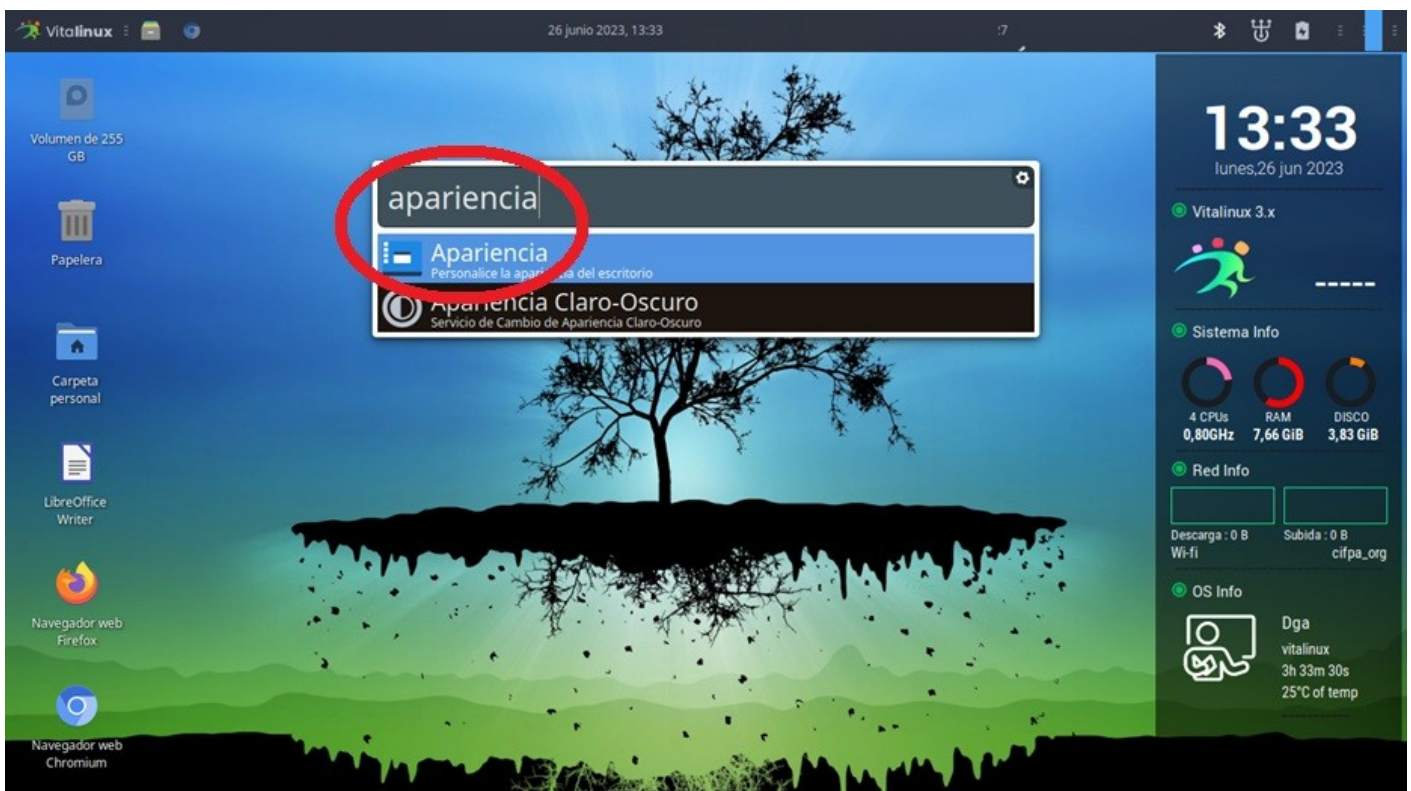 Vitalinux
26 junio 2023, 13:33
:7
Volumen de 255
GB
Papelera
Carpeta
personal
LibreOffice
Writer
Navegador web
Firefox
Navegador web
Chromium
apariencia
Apariencia
Personalice la apariencia del escritorio
Apariencia Claro-Oscuro
Servicio de Cambio de Apariencia Claro-Oscuro
13:33
lunes,26 jun 2023
Vitalinux 3.x
-----
Sistema Info
4 CPUs RAM DISCO
0,80GHz 7,66 GiB 3,83 GiB
Red Info
Descarga : 0 B Subida : 0 B
Wi-fi cifpa_org
OS Info
Dga
vitalinux
3h 33m 30s
25°C of temp